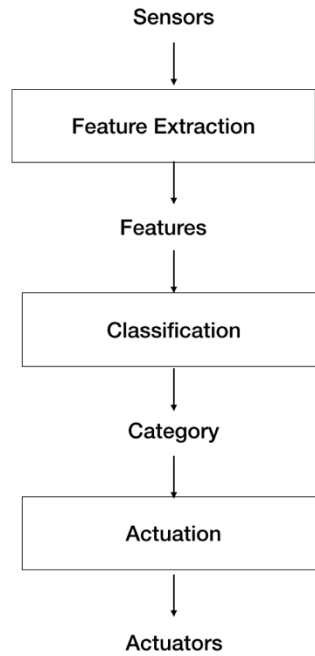 Sensors
Feature Extraction
Features
Classification
Category
Actuation
Actuators